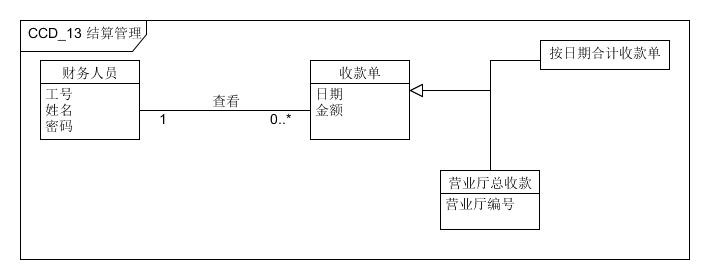 CCD_13 结算管理
财务人员
工号
姓名
密码
查看
1
0..*
收款单
日期
金额
按日期合计收款单
营业厅总收款
营业厅编号